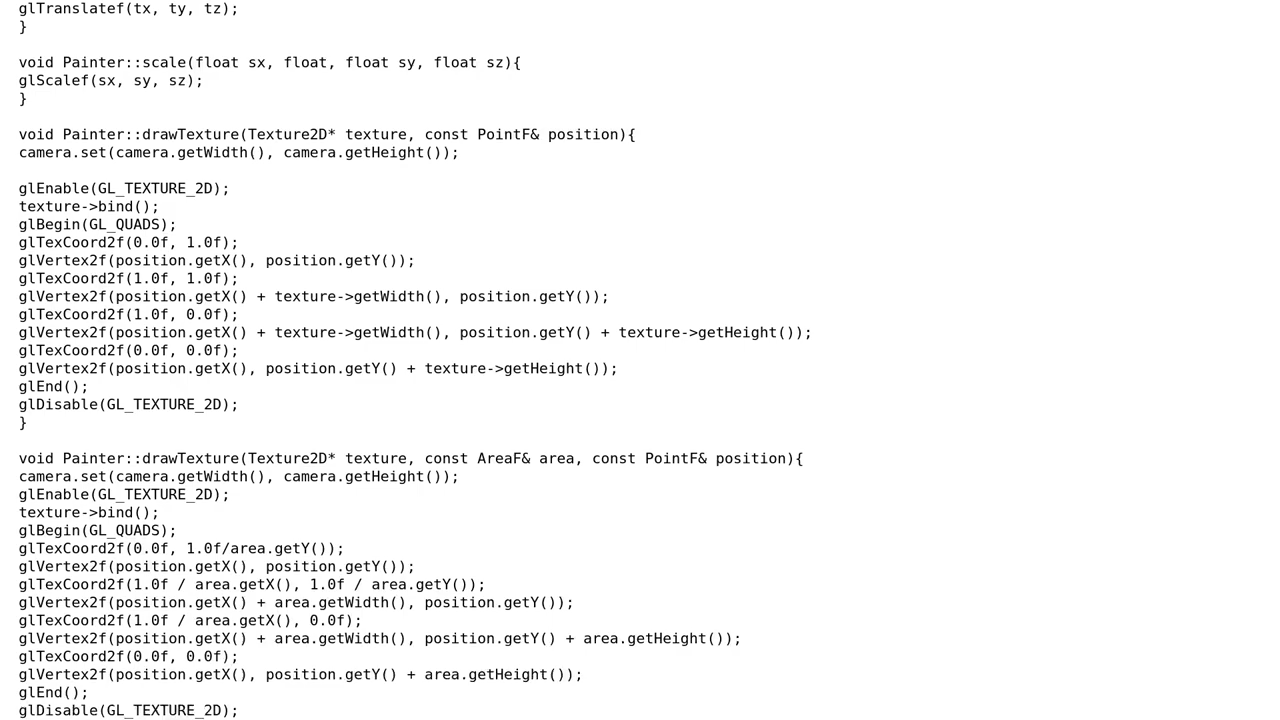 glTranslatef(tx, ty, tz);
}
void Painter::scale(float sx, float, float sy, float sz){
glScalef(sx, sy, sz);
}
void Painter::drawTexture(Texture2D* texture, const PointF& position){
camera.set(camera.getWidth(), camera.getHeight());
glEnable(GL_TEXTURE_2D);
texture->bind();
glBegin(GL_QUADS);
glTexCoord2f(0.0f, 1.0f);
glVertex2f(position.getX(), position.getY());
glTexCoord2f(1.0f, 1.0f);
glVertex2f(position.getX() + texture->getWidth(), position.getY());
glTexCoord2f(1.0f, 0.0f);
glVertex2f(position.getX() + texture->getWidth(), position.getY() + texture->getHeight());
glTexCoord2f(0.0f, 0.0f);
glVertex2f(position.getX(), position.getY() + texture->getHeight());
glEnd();
glDisable(GL_TEXTURE_2D);
}
void Painter::drawTexture(Texture2D* texture, const AreaF& area, const PointF& position){
camera.set(camera.getWidth(), camera.getHeight());
glEnable(GL_TEXTURE_2D);
texture->bind();
glBegin(GL_QUADS);
glTexCoord2f(0.0f, 1.0f/area.getY());
glVertex2f(position.getX(), position.getY());
glTexCoord2f(1.0f / area.getX(), 1.0f / area.getY());
glVertex2f(position.getX() + area.getWidth(), position.getY());
glTexCoord2f(1.0f / area.getX(), 0.0f);
glVertex2f(position.getX() + area.getWidth(), position.getY() + area.getHeight());
glTexCoord2f(0.0f, 0.0f);
glVertex2f(position.getX(), position.getY() + area.getHeight());
glEnd();
glDisable(GL_TEXTURE_2D);